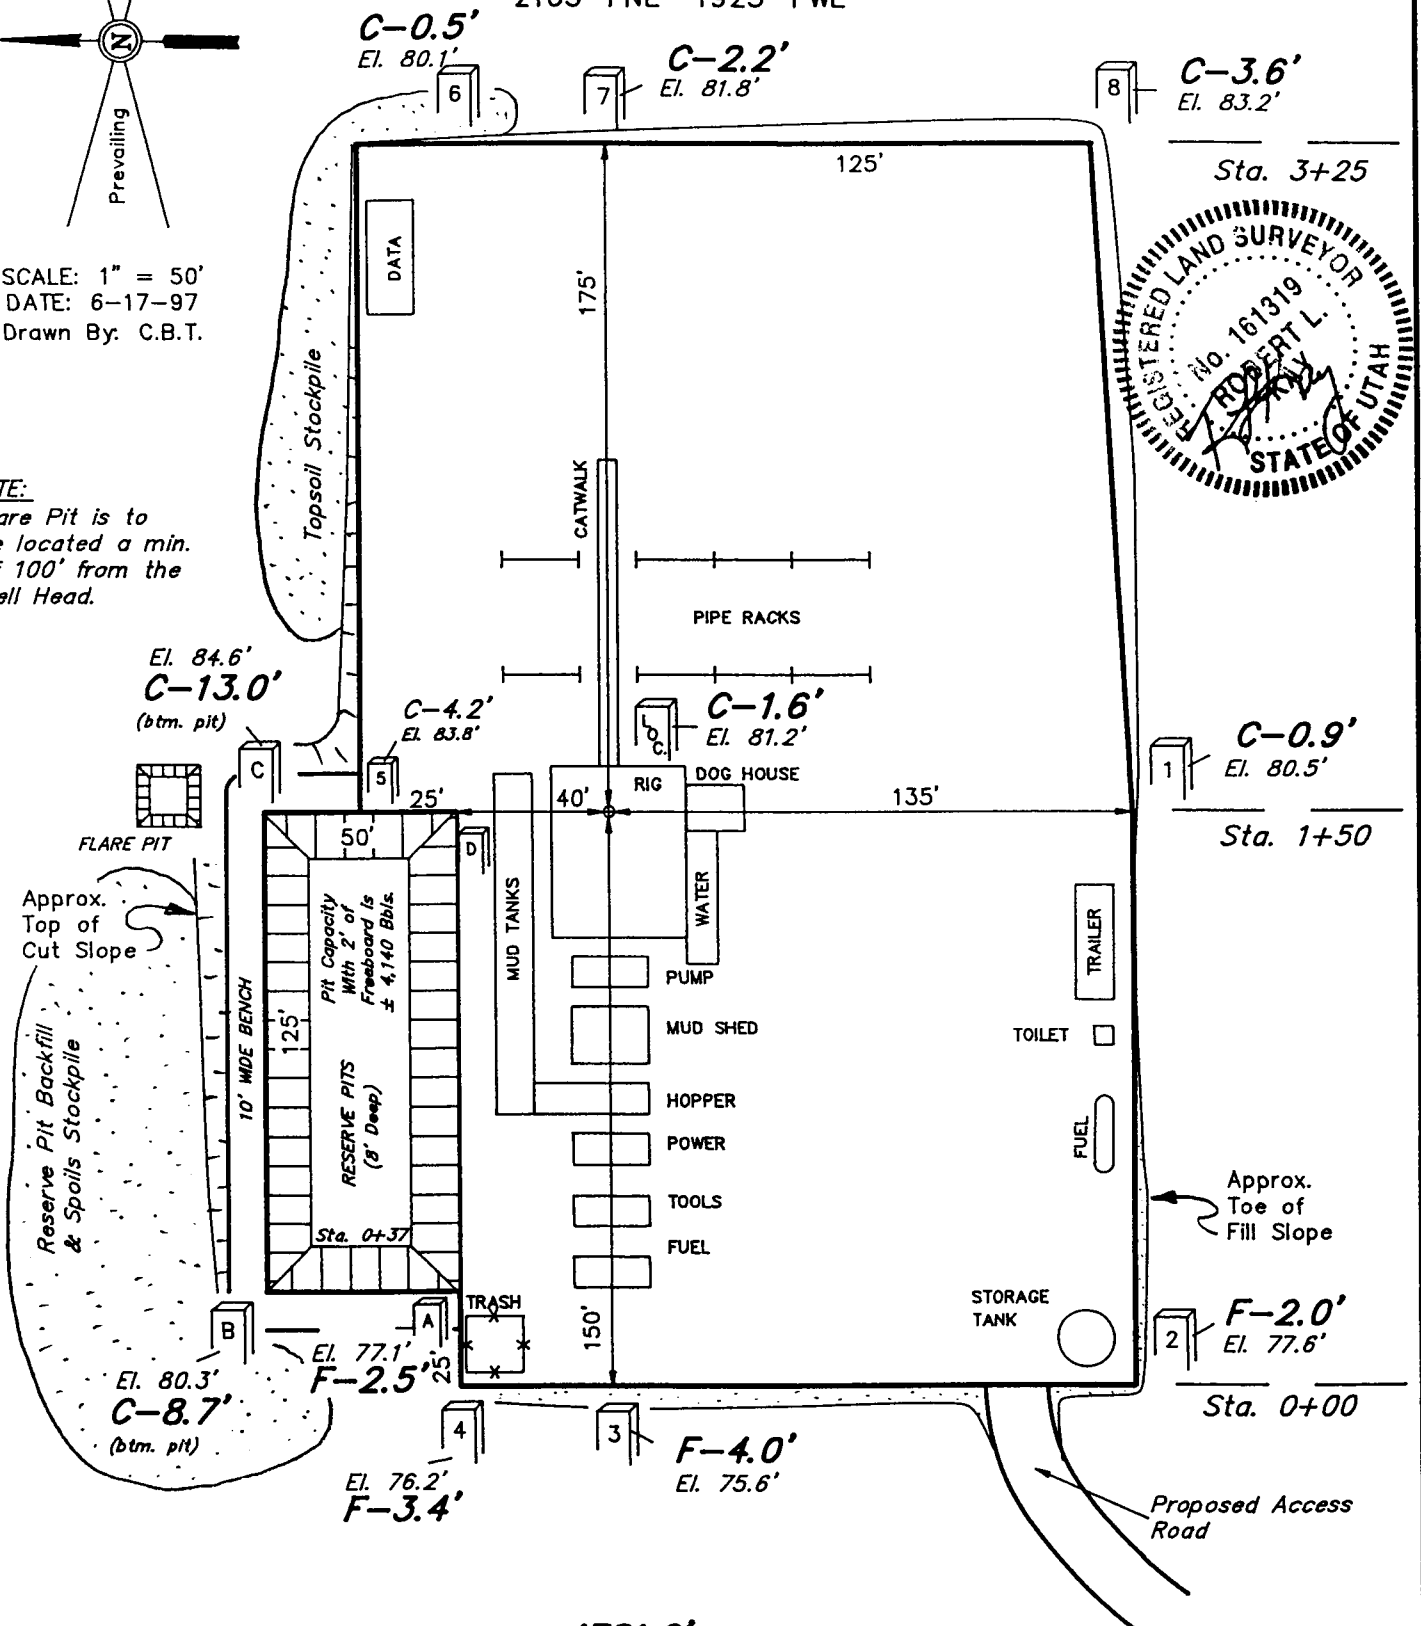 C-0.5'
El. 80.1'
C-2.2'
El. 81.8'
C-3.6'
El. 83.2'
6
7
8
N
Prevailing
125'
Sta. 3+25
DATA
175'
SCALE: 1" = 50'
DATE: 6-17-97
Drawn By: C.B.T.
REGISTERED LAND SURVEYOR
No. 161319
ROBERT L.
KAY
STATE OF UTAH
Topsoil Stockpile
CATWALK
TE:
are Pit is to
e located a min.
f 100' from the
ell Head.
PIPE RACKS
El. 84.6'
C-13.0'
(btm. pit)
C-4.2'
El. 83.8'
LOC.
C-1.6'
El. 81.2'
C-0.9'
El. 80.5'
C
5
1
RIG
DOG HOUSE
25'
40'
135'
50'
D
Sta. 1+50
FLARE PIT
Approx.
Top of
Cut Slope
Pit Capacity
With 2' of
Freeboard is
± 4,140 Bbls.
MUD TANKS
WATER
TRAILER
PUMP
10' WIDE BENCH
125'
MUD SHED
TOILET
Reserve Pit Backfill
& Spoils Stockpile
RESERVE PITS
(8' Deep)
HOPPER
POWER
FUEL
TOOLS
Approx.
Toe of
Fill Slope
Sta. 0+37
FUEL
TRASH
STORAGE
TANK
B
A
150'
2
F-2.0'
El. 77.6'
El. 77.1'
F-2.5'
25'
El. 80.3'
C-8.7'
(btm. pit)
Sta. 0+00
4
3
F-4.0'
El. 75.6'
El. 76.2'
F-3.4'
Proposed Access
Road